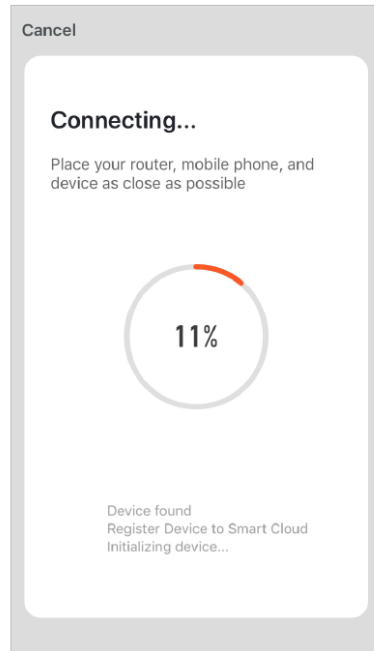 Cancel
Connecting...
Place your router, mobile phone, and
device as close as possible
11%
Device found
Register Device to Smart Cloud
Initializing device...